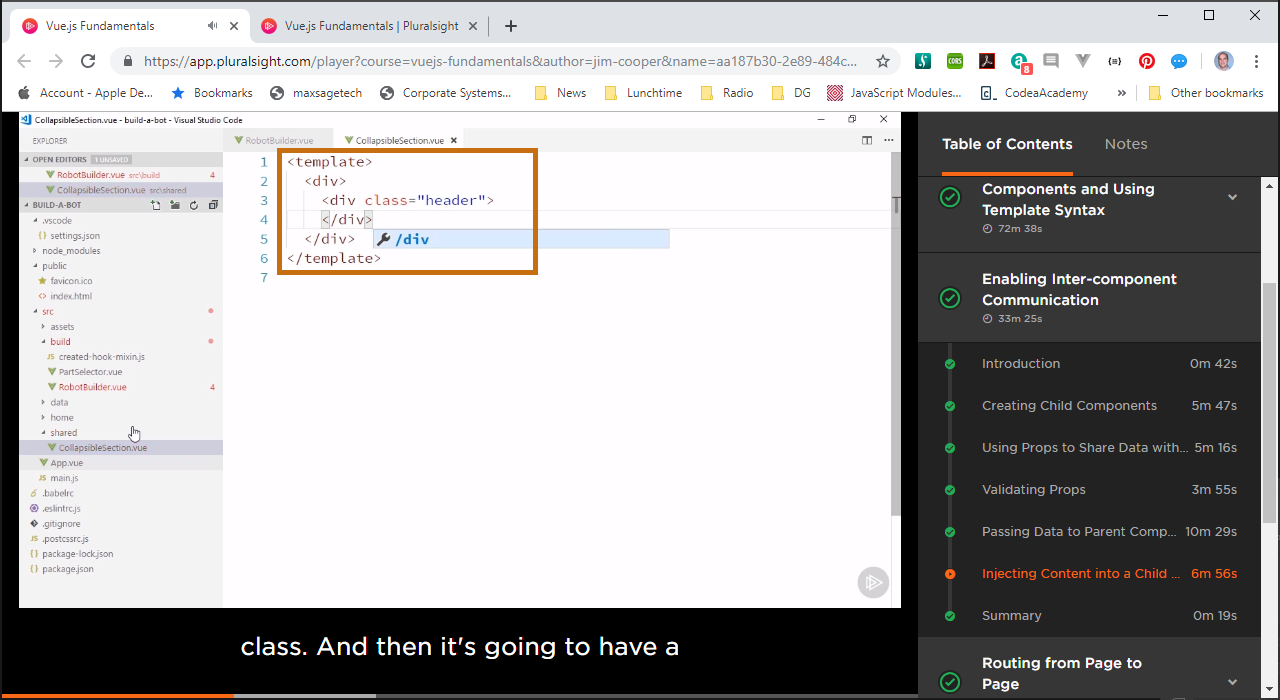 Vue.js Fundamentals
Vue.js Fundamentals | Pluralsight
https://app.pluralsight.com/player?course=vuejs-fundamentals&author=jim-cooper&name=aa187b30-2e89-484c...
CORS
8
Account - Apple De...
Bookmarks
maxsagetech
Corporate Systems...
News
Lunchtime
Radio
DG
JavaScript Modules...
CodeaAcademy
»
Other bookmarks
CollapsibleSection.vue - build-a-bot - Visual Studio Code
EXPLORER
OPEN EDITORS 1 UNSAVED
RobotBuilder.vue src\build 4
CollapsibleSection.vue src\shared
BUILD-A-BOT
.vscode
settings.json
node_modules
public
favicon.ico
index.html
src
assets
build
created-hook-mixin.js
PartSelector.vue
RobotBuilder.vue 4
data
home
shared
CollapsibleSection.vue
App.vue
main.js
.babelrc
.eslintrc.js
.gitignore
.postcssrc.js
package-lock.json
package.json
RobotBuilder.vue
CollapsibleSection.vue
1 <template>
2 <div>
3 <div class="header">
4 </div>
5 </div>
/div
6 </template>
7
class. And then it's going to have a
Table of Contents
Notes
Components and Using
Template Syntax
72m 38s
Enabling Inter-component
Communication
33m 25s
Introduction 0m 42s
Creating Child Components 5m 47s
Using Props to Share Data with... 5m 16s
Validating Props 3m 55s
Passing Data to Parent Comp... 10m 29s
Injecting Content into a Child ... 6m 56s
Summary 0m 19s
Routing from Page to
Page